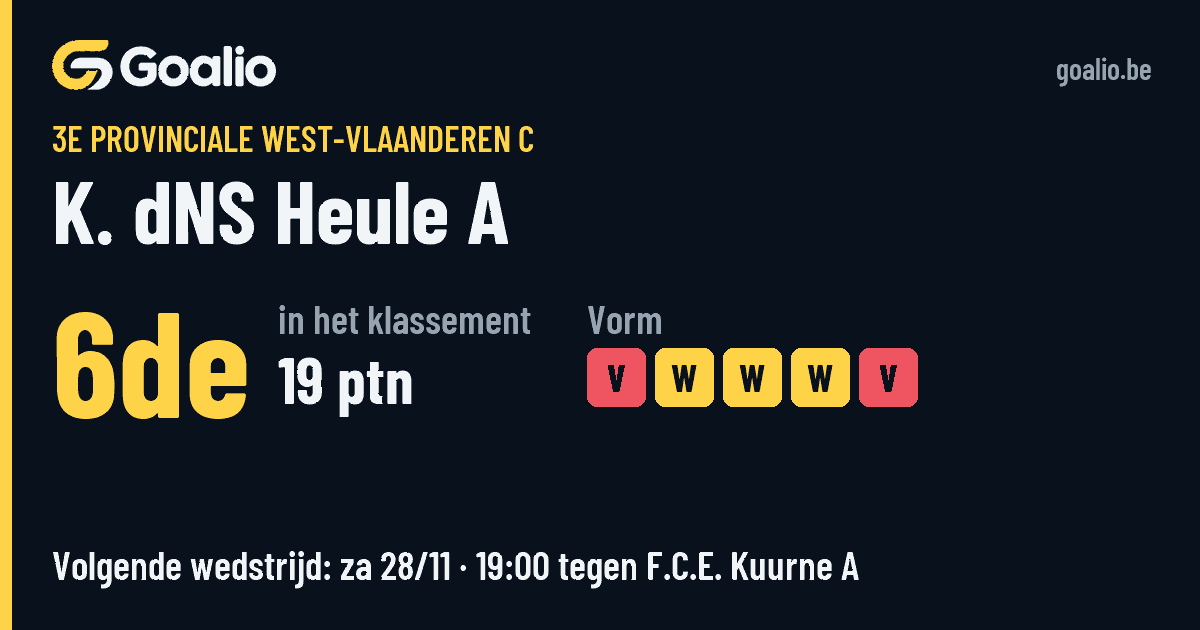 Goalio
goalio.be
3E PROVINCIALE WEST-VLAANDEREN C
K. dNS Heule A
6de
in het klassement
19 ptn
Vorm
V W W W V
Volgende wedstrijd: za 28/11 · 19:00 tegen F.C.E. Kuurne A